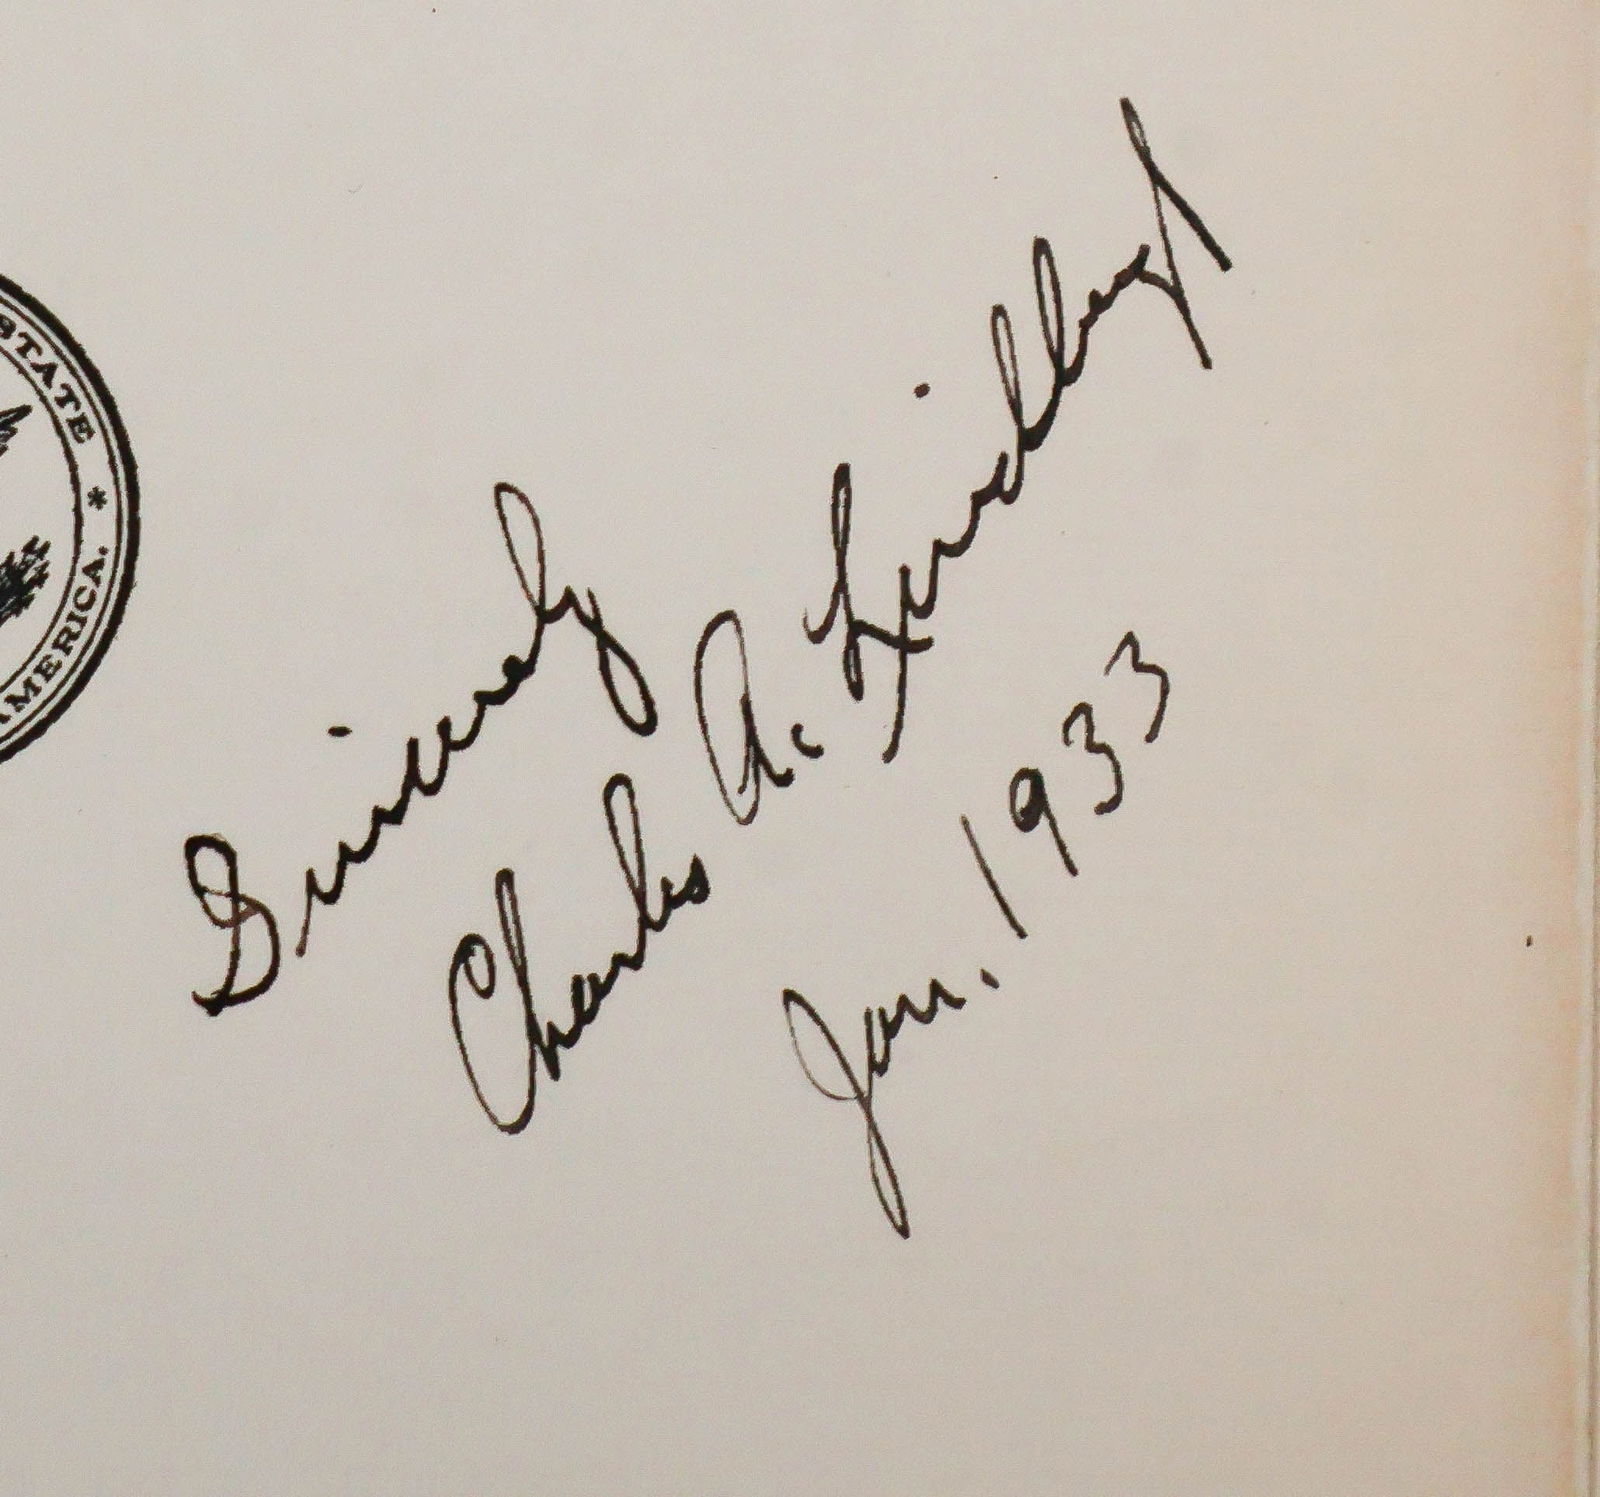 STATE * AMERICA.
Sincerely
Charles A. Lindbergh
Jan. 1933